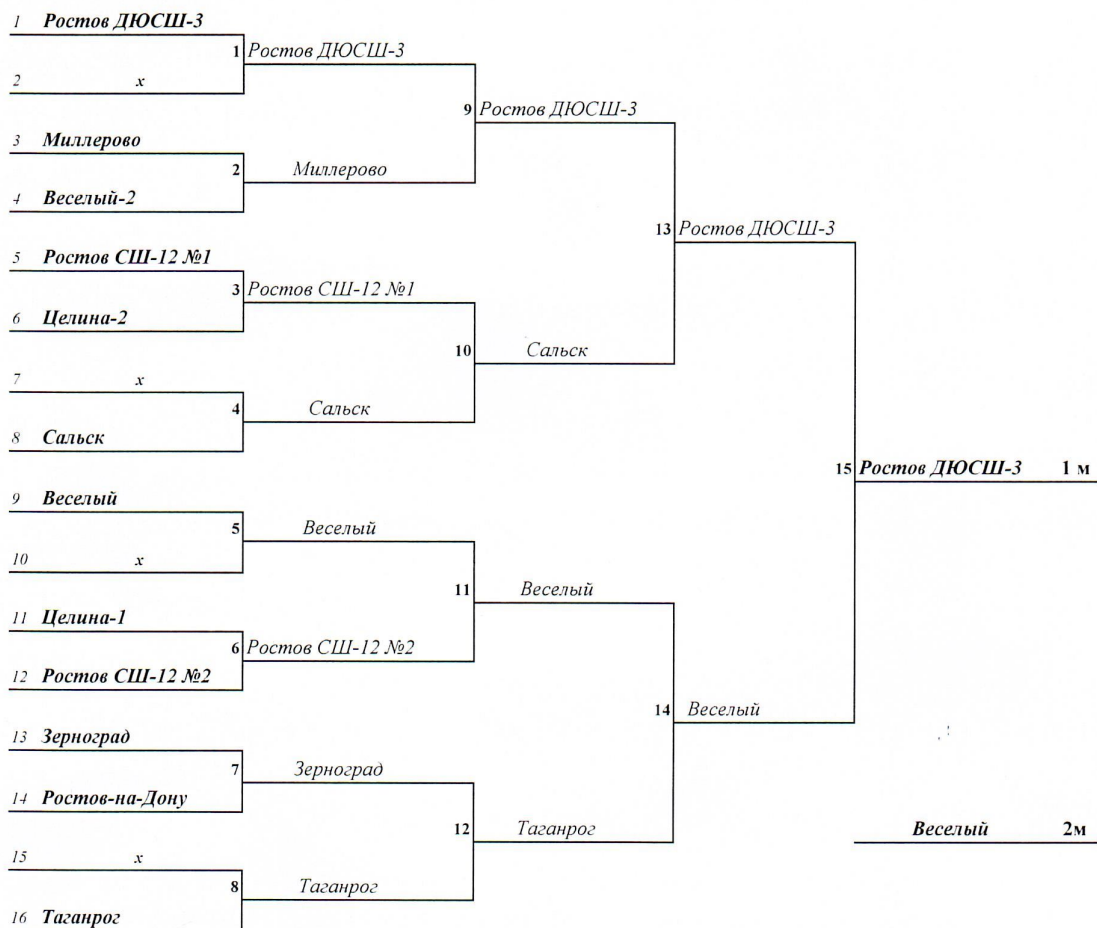 1 Ростов ДЮСШ-3
1 Ростов ДЮСШ-3
2 х
9 Ростов ДЮСШ-3
3 Миллерово
2 Миллерово
4 Веселый-2
13 Ростов ДЮСШ-3
5 Ростов СШ-12 №1
3 Ростов СШ-12 №1
6 Целина-2
10 Сальск
7 х
4 Сальск
8 Сальск
15 Ростов ДЮСШ-3 1 м
9 Веселый
5 Веселый
10 х
11 Веселый
11 Целина-1
6 Ростов СШ-12 №2
12 Ростов СШ-12 №2
14 Веселый
13 Зерноград
7 Зерноград
14 Ростов-на-Дону
12 Таганрог
Веселый 2м
15 х
8 Таганрог
16 Таганрог